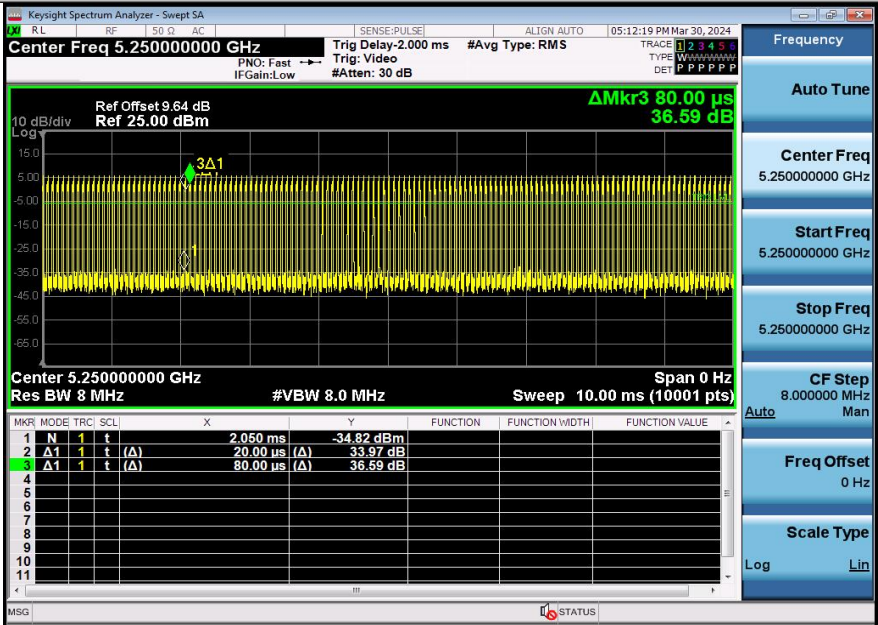 Keysight Spectrum Analyzer - Swept SA
LXI RL RF 50 Ω AC SENSE:PULSE ALIGN AUTO 05:12:19 PM Mar 30, 2024
Center Freq 5.250000000 GHz
PNO: Fast
IFGain:Low
Trig Delay-2.000 ms
Trig: Video
#Atten: 30 dB
#Avg Type: RMS
TRACE 1 2 3 4 5 6
TYPE WWWWWW
DET P P P P P P
10 dB/div
Log
Ref Offset 9.64 dB
Ref 25.00 dBm
ΔMkr3 80.00 µs
36.59 dB
15.0
5.00
-5.00
-15.0
-25.0
-35.0
-45.0
-55.0
-65.0
3Δ1
1
Center 5.250000000 GHz Span 0 Hz
Res BW 8 MHz #VBW 8.0 MHz Sweep 10.00 ms (10001 pts)
MKR MODE TRC SCL X Y FUNCTION FUNCTION WIDTH FUNCTION VALUE
1 N 1 t 2.050 ms -34.82 dBm
2 Δ1 1 t (Δ) 20.00 µs (Δ) 33.97 dB
3 Δ1 1 t (Δ) 80.00 µs (Δ) 36.59 dB
4
5
6
7
8
9
10
11
MSG STATUS
Frequency
Auto Tune
Center Freq
5.250000000 GHz
Start Freq
5.250000000 GHz
Stop Freq
5.250000000 GHz
CF Step
8.000000 MHz
Auto Man
Freq Offset
0 Hz
Scale Type
Log Lin